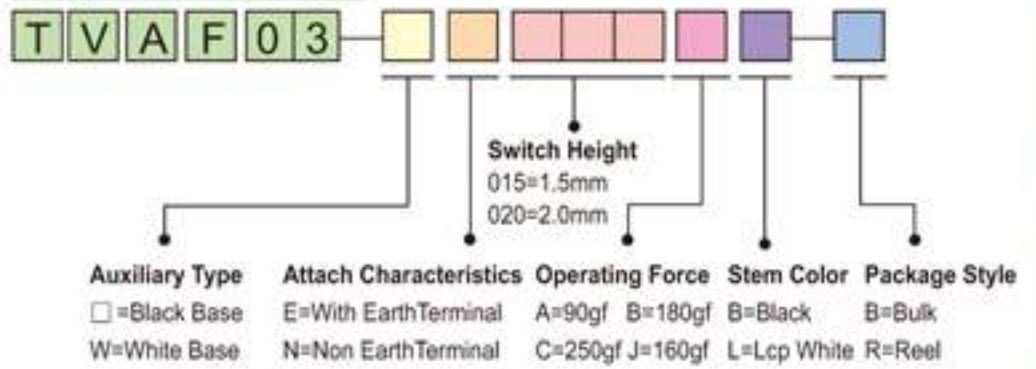 TVAF03
Switch Height
015=1.5mm
020=2.0mm
Auxiliary Type Attach Characteristics Operating Force Stem Color Package Style
□=Black Base E=With EarthTerminal A=90gf B=180gf B=Black B=Bulk
W=White Base N=Non EarthTerminal C=250gf J=160gf L=Lcp White R=Reel